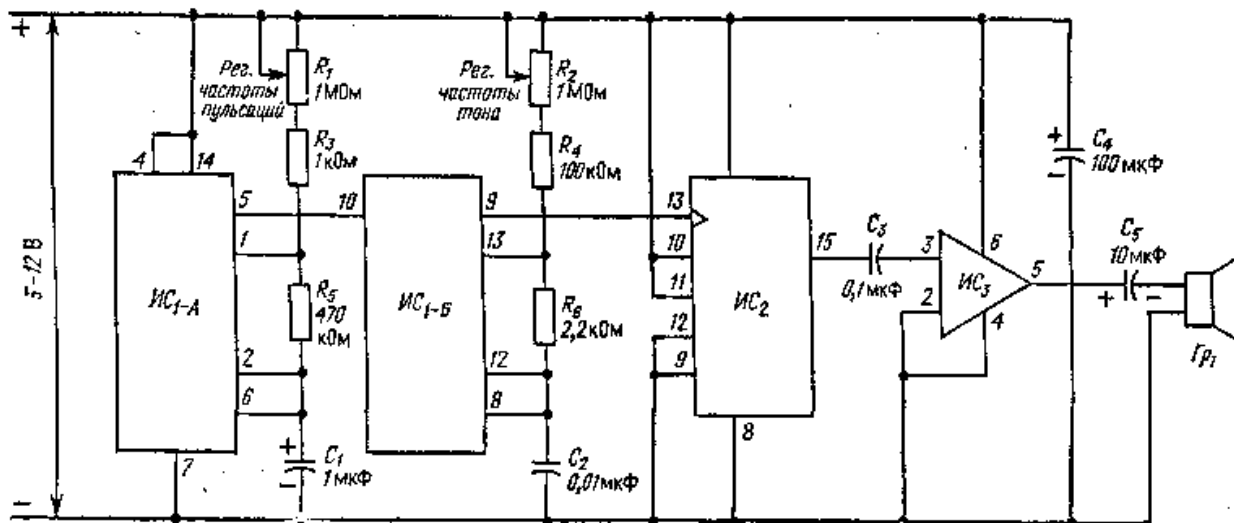 +
5-12 В
−
Рег.
частоты
пульсаций
R₁
1МОм
R₃
1кОм
4
14
5
1
ИС₁₋А
R₅
470
кОм
2
6
7
+
−
C₁
1мкФ
Рег.
частоты
тона
R₂
1МОм
R₄
100кОм
10
9
13
ИС₁₋Б
R₆
2,2кОм
12
8
C₂
0,01мкФ
13
10
11
12
9
ИС₂
15
8
C₃
0,1мкФ
3
2
6
ИС₃
5
4
+
−
C₄
100мкФ
C₅
10мкФ
+
−
Гр₁